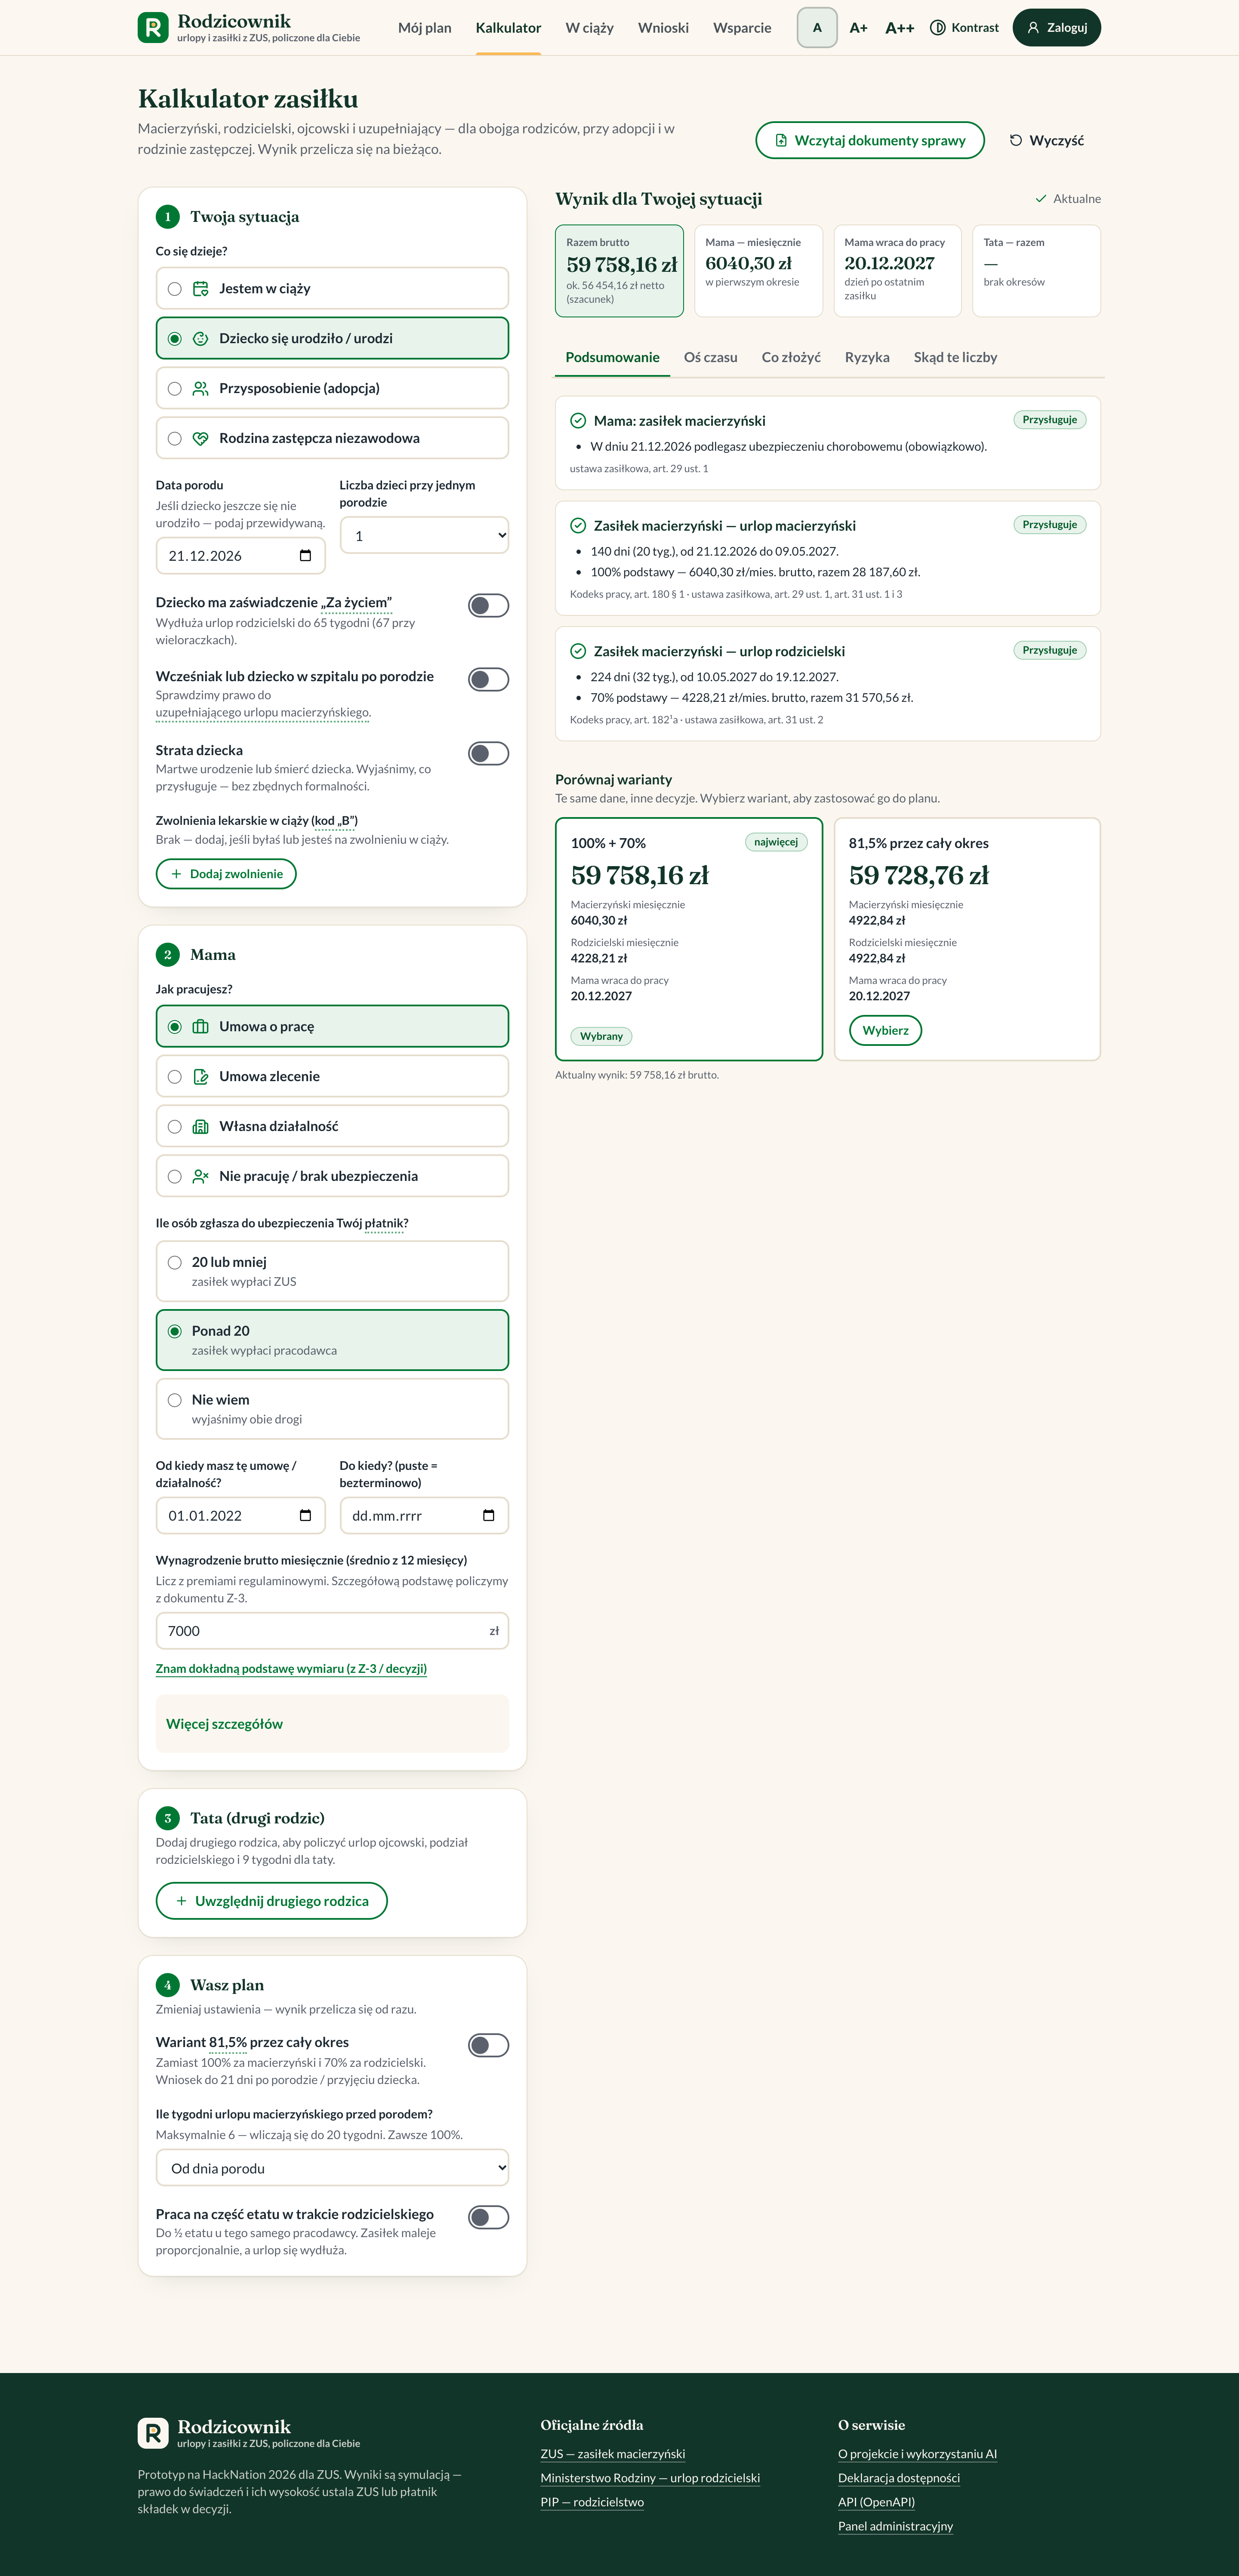 Rodzicownik
urlopy i zasiłki z ZUS, policzone dla Ciebie
Mój plan
Kalkulator
W ciąży
Wnioski
Wsparcie
A
A+
A++
Kontrast
Zaloguj
Kalkulator zasiłku
Macierzyński, rodzicielski, ojcowski i uzupełniający — dla obojga rodziców, przy adopcji i w
rodzinie zastępczej. Wynik przelicza się na bieżąco.
Wczytaj dokumenty sprawy
Wyczyść
1 Twoja sytuacja
Co się dzieje?
Jestem w ciąży
Dziecko się urodziło / urodzi
Przysposobienie (adopcja)
Rodzina zastępcza niezawodowa
Data porodu
Jeśli dziecko jeszcze się nie
urodziło — podaj przewidywaną.
21.12.2026
Liczba dzieci przy jednym
porodzie
1
Dziecko ma zaświadczenie „Za życiem”
Wydłuża urlop rodzicielski do 65 tygodni (67 przy
wieloraczkach).
Wcześniak lub dziecko w szpitalu po porodzie
Sprawdzimy prawo do
uzupełniającego urlopu macierzyńskiego.
Strata dziecka
Martwe urodzenie lub śmierć dziecka. Wyjaśnimy, co
przysługuje — bez zbędnych formalności.
Zwolnienia lekarskie w ciąży (kod „B”)
Brak — dodaj, jeśli byłaś lub jesteś na zwolnieniu w ciąży.
Dodaj zwolnienie
2 Mama
Jak pracujesz?
Umowa o pracę
Umowa zlecenie
Własna działalność
Nie pracuję / brak ubezpieczenia
Ile osób zgłasza do ubezpieczenia Twój płatnik?
20 lub mniej
zasiłek wypłaci ZUS
Ponad 20
zasiłek wypłaci pracodawca
Nie wiem
wyjaśnimy obie drogi
Od kiedy masz tę umowę /
działalność?
01.01.2022
Do kiedy? (puste =
bezterminowo)
dd.mm.rrrr
Wynagrodzenie brutto miesięcznie (średnio z 12 miesięcy)
Licz z premiami regulaminowymi. Szczegółową podstawę policzymy
z dokumentu Z-3.
7000 zł
Znam dokładną podstawę wymiaru (z Z-3 / decyzji)
Więcej szczegółów
3 Tata (drugi rodzic)
Dodaj drugiego rodzica, aby policzyć urlop ojcowski, podział
rodzicielskiego i 9 tygodni dla taty.
Uwzględnij drugiego rodzica
4 Wasz plan
Zmieniaj ustawienia — wynik przelicza się od razu.
Wariant 81,5% przez cały okres
Zamiast 100% za macierzyński i 70% za rodzicielski.
Wniosek do 21 dni po porodzie / przyjęciu dziecka.
Ile tygodni urlopu macierzyńskiego przed porodem?
Maksymalnie 6 — wliczają się do 20 tygodni. Zawsze 100%.
Od dnia porodu
Praca na część etatu w trakcie rodzicielskiego
Do ½ etatu u tego samego pracodawcy. Zasiłek maleje
proporcjonalnie, a urlop się wydłuża.
Wynik dla Twojej sytuacji
Aktualne
Razem brutto
59 758,16 zł
ok. 56 454,16 zł netto
(szacunek)
Mama — miesięcznie
6040,30 zł
w pierwszym okresie
Mama wraca do pracy
20.12.2027
dzień po ostatnim
zasiłku
Tata — razem
—
brak okresów
Podsumowanie
Oś czasu
Co złożyć
Ryzyka
Skąd te liczby
Mama: zasiłek macierzyński
Przysługuje
• W dniu 21.12.2026 podlegasz ubezpieczeniu chorobowemu (obowiązkowo).
ustawa zasiłkowa, art. 29 ust. 1
Zasiłek macierzyński — urlop macierzyński
Przysługuje
• 140 dni (20 tyg.), od 21.12.2026 do 09.05.2027.
• 100% podstawy — 6040,30 zł/mies. brutto, razem 28 187,60 zł.
Kodeks pracy, art. 180 § 1 · ustawa zasiłkowa, art. 29 ust. 1, art. 31 ust. 1 i 3
Zasiłek macierzyński — urlop rodzicielski
Przysługuje
• 224 dni (32 tyg.), od 10.05.2027 do 19.12.2027.
• 70% podstawy — 4228,21 zł/mies. brutto, razem 31 570,56 zł.
Kodeks pracy, art. 182¹a · ustawa zasiłkowa, art. 31 ust. 2
Porównaj warianty
Te same dane, inne decyzje. Wybierz wariant, aby zastosować go do planu.
100% + 70%
najwięcej
59 758,16 zł
Macierzyński miesięcznie
6040,30 zł
Rodzicielski miesięcznie
4228,21 zł
Mama wraca do pracy
20.12.2027
Wybrany
81,5% przez cały okres
59 728,76 zł
Macierzyński miesięcznie
4922,84 zł
Rodzicielski miesięcznie
4922,84 zł
Mama wraca do pracy
20.12.2027
Wybierz
Aktualny wynik: 59 758,16 zł brutto.
Rodzicownik
urlopy i zasiłki z ZUS, policzone dla Ciebie
Prototyp na HackNation 2026 dla ZUS. Wyniki są symulacją —
prawo do świadczeń i ich wysokość ustala ZUS lub płatnik
składek w decyzji.
Oficjalne źródła
ZUS — zasiłek macierzyński
Ministerstwo Rodziny — urlop rodzicielski
PIP — rodzicielstwo
O serwisie
O projekcie i wykorzystaniu AI
Deklaracja dostępności
API (OpenAPI)
Panel administracyjny